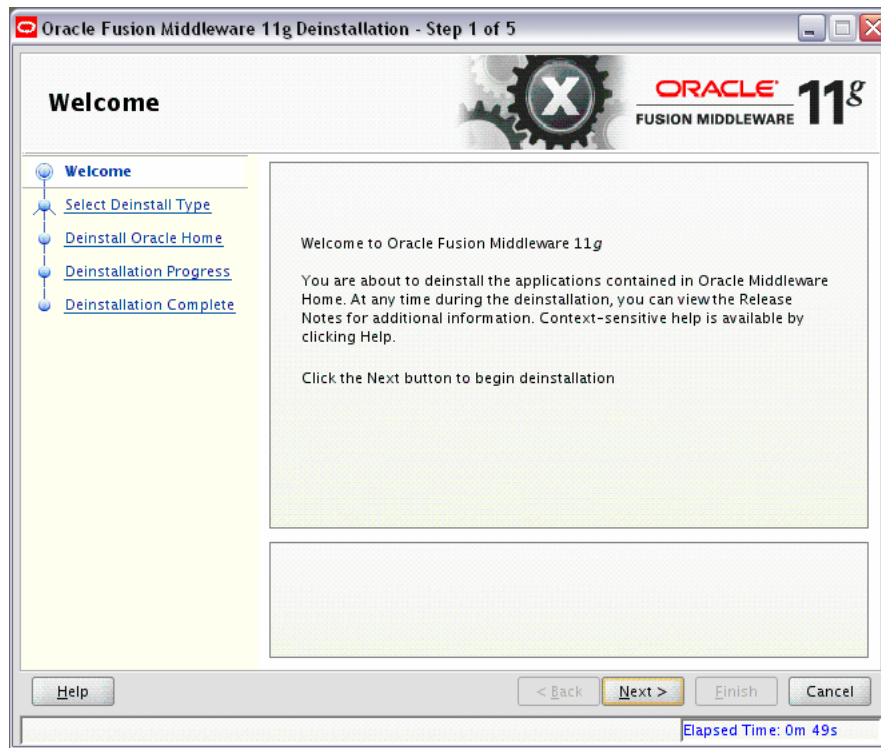 Oracle Fusion Middleware 11g Deinstallation - Step 1 of 5
Welcome
X
ORACLE
FUSION MIDDLEWARE
11g
Welcome
Select Deinstall Type
Deinstall Oracle Home
Deinstallation Progress
Deinstallation Complete
Welcome to Oracle Fusion Middleware 11g
You are about to deinstall the applications contained in Oracle Middleware
Home. At any time during the deinstallation, you can view the Release
Notes for additional information. Context-sensitive help is available by
clicking Help.
Click the Next button to begin deinstallation
Help
< Back
Next >
Finish
Cancel
Elapsed Time: 0m 49s